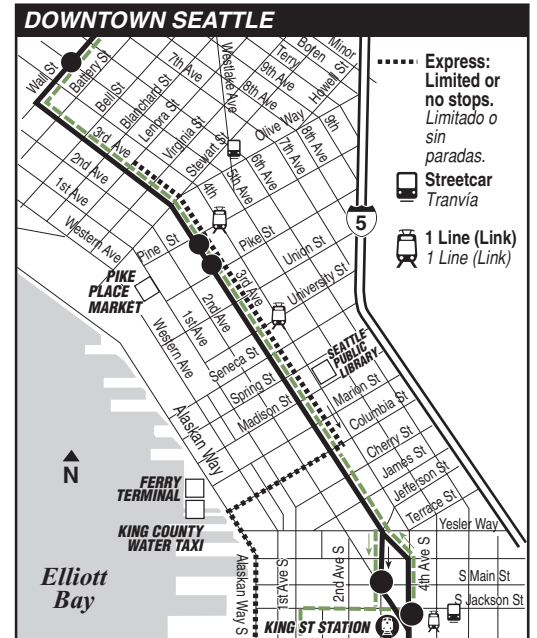 DOWNTOWN SEATTLE
Wall St
Battery St
Bell St
Blanchard St
Lenora St
Virginia St
Stewart St
7th Ave
Westlake Ave
9th Ave
8th Ave
Terry
Boren
Minor
Howell St
Olive Way
9th
8th Ave
7th Ave
6th Ave
5th Ave
4th
3rd Ave
2nd Ave
1st Ave
Western Ave
Express:
Limited or
no stops.
Limitado o
sin
paradas.
Streetcar
Tranvía
1 Line (Link)
1 Line (Link)
5
Pine St
Pike St
Union St
University St
PIKE
PLACE
MARKET
3rd Ave
2nd Ave
1st Ave
Western Ave
Seneca St
Spring St
Madison St
SEATTLE
PUBLIC
LIBRARY
Marion St
Columbia St
Cherry St
James St
Jefferson St
Terrace St
Alaskan Way
N
FERRY
TERMINAL
KING COUNTY
WATER TAXI
Elliott
Bay
Yesler Way
Alaskan Way S
1st Ave S
2nd Ave S
4th Ave S
S Main St
S Jackson St
KING ST STATION